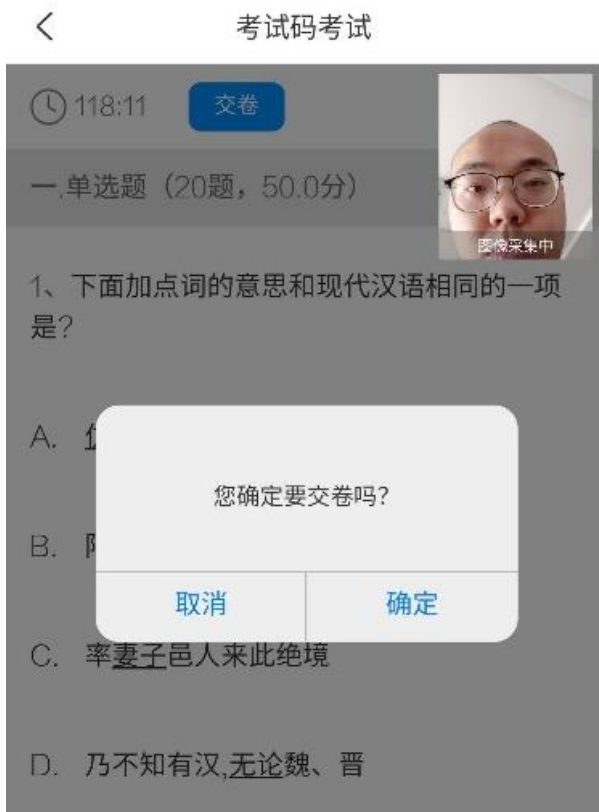 考试码考试
118:11 交卷
一.单选题（20题，50.0分）
图像采集中
1、下面加点词的意思和现代汉语相同的一项
是?
A.
您确定要交卷吗?
B.
取消 确定
C. 率妻子邑人来此绝境
D. 乃不知有汉,无论魏、晋